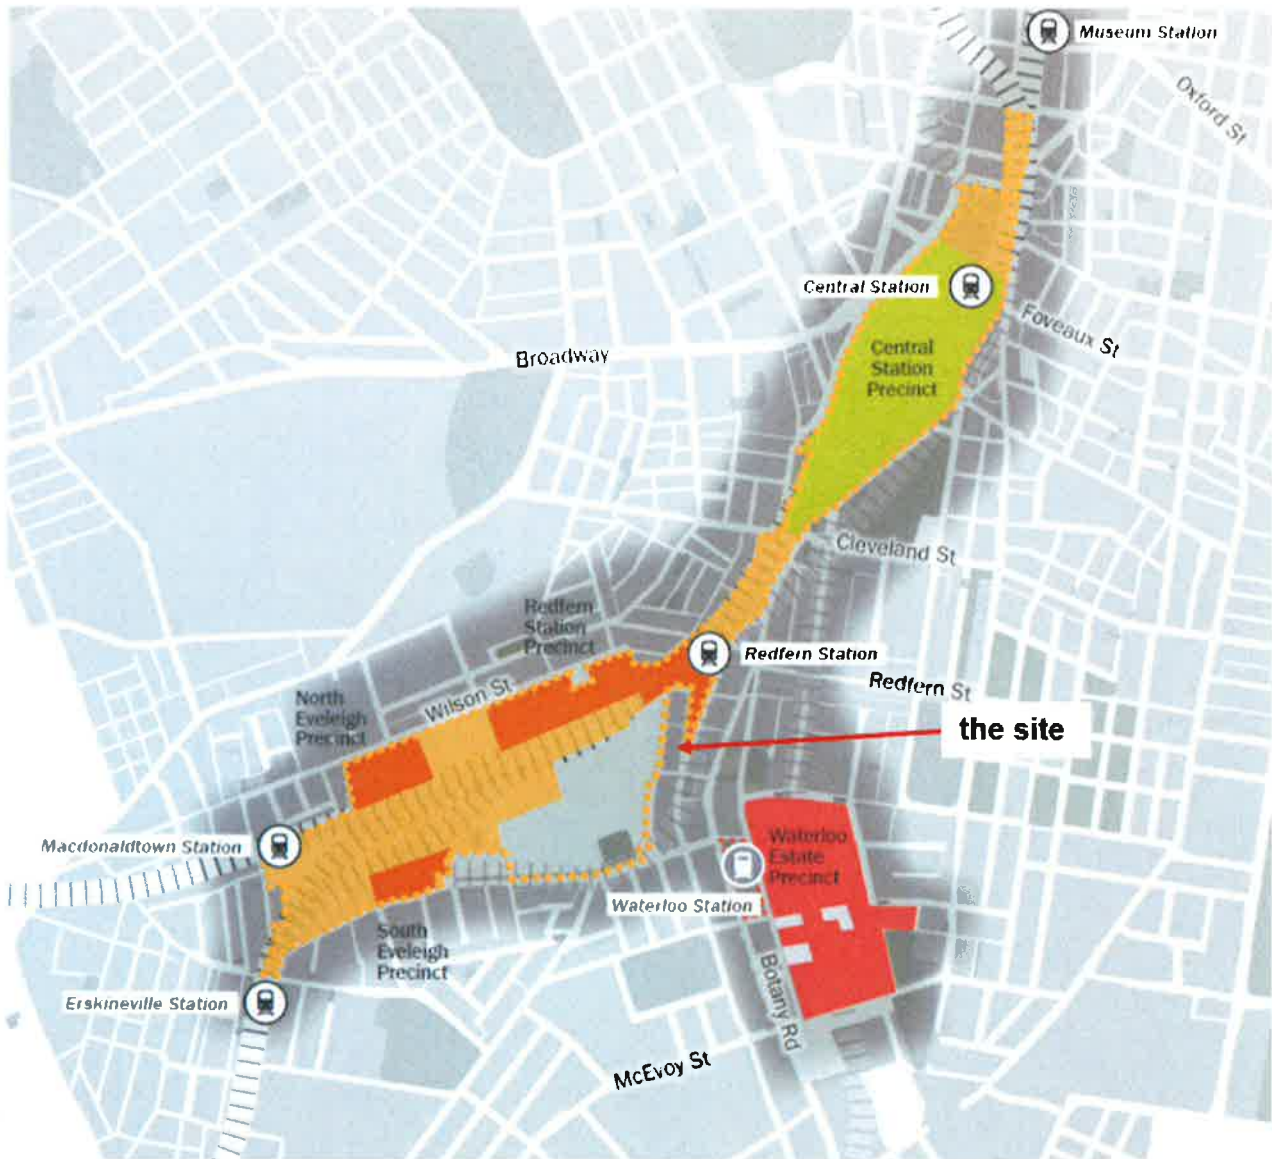 Museum Station
Oxford St
Central Station
Foveaux St
Central
Station
Precinct
Broadway
Cleveland St
Redfern
Station
Precinct
Redfern Station
Redfern St
Wilson St
North
Eveleigh
Precinct
the site
Macdonaldtown Station
Waterloo
Estate
Precinct
Waterloo Station
South
Eveleigh
Precinct
Botany Rd
Erskineville Station
McEvoy St